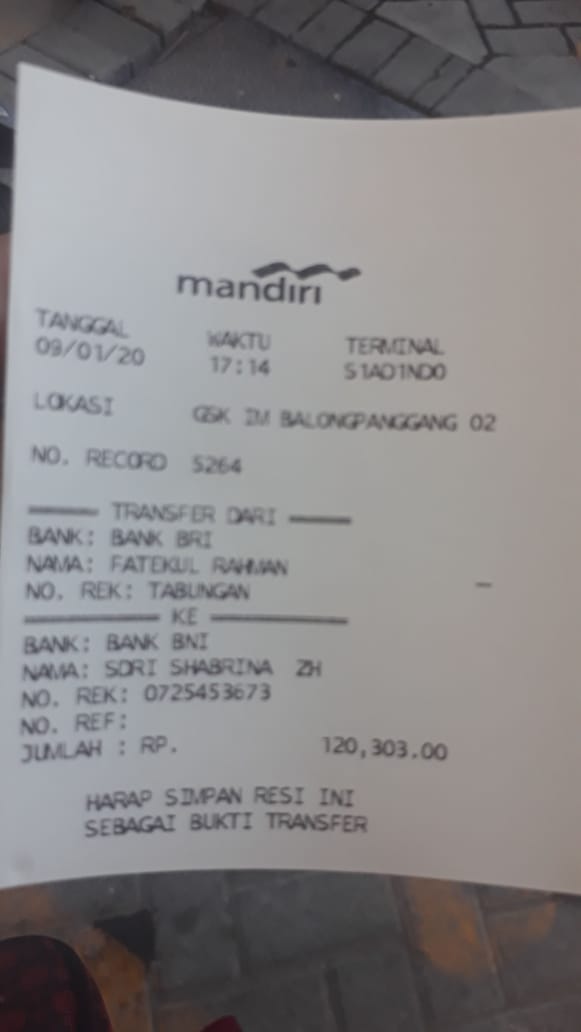 mandiri
TANGGAL WAKTU TERMINAL
09/01/20 17:14 S1AD1ND0
LOKASI GSK IM BALONGPANGGANG 02
NO. RECORD 5264
TRANSFER DARI
BANK: BANK BRI
NAMA: FATEKUL RAHMAN
NO. REK: TABUNGAN
KE
BANK: BANK BNI
NAMA: SDRI SHABRINA ZH
NO. REK: 0725453673
NO. REF:
JUMLAH : RP. 120,303.00
HARAP SIMPAN RESI INI
SEBAGAI BUKTI TRANSFER